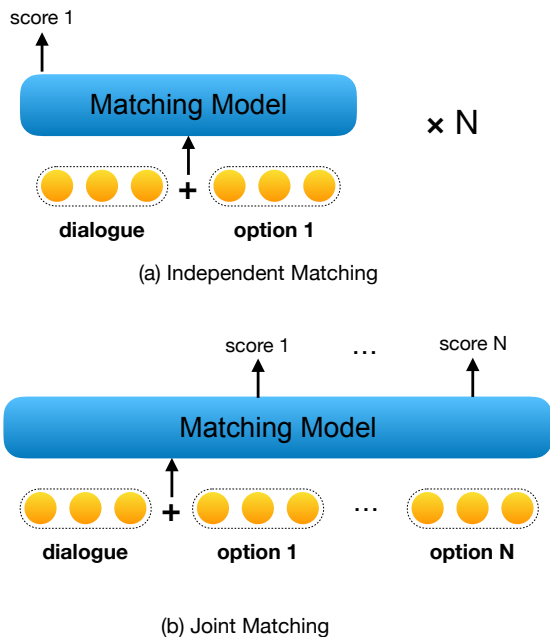 score 1
Matching Model
× N
+
dialogue option 1
(a) Independent Matching
score 1 ... score N
Matching Model
+ ...
dialogue option 1 option N
(b) Joint Matching